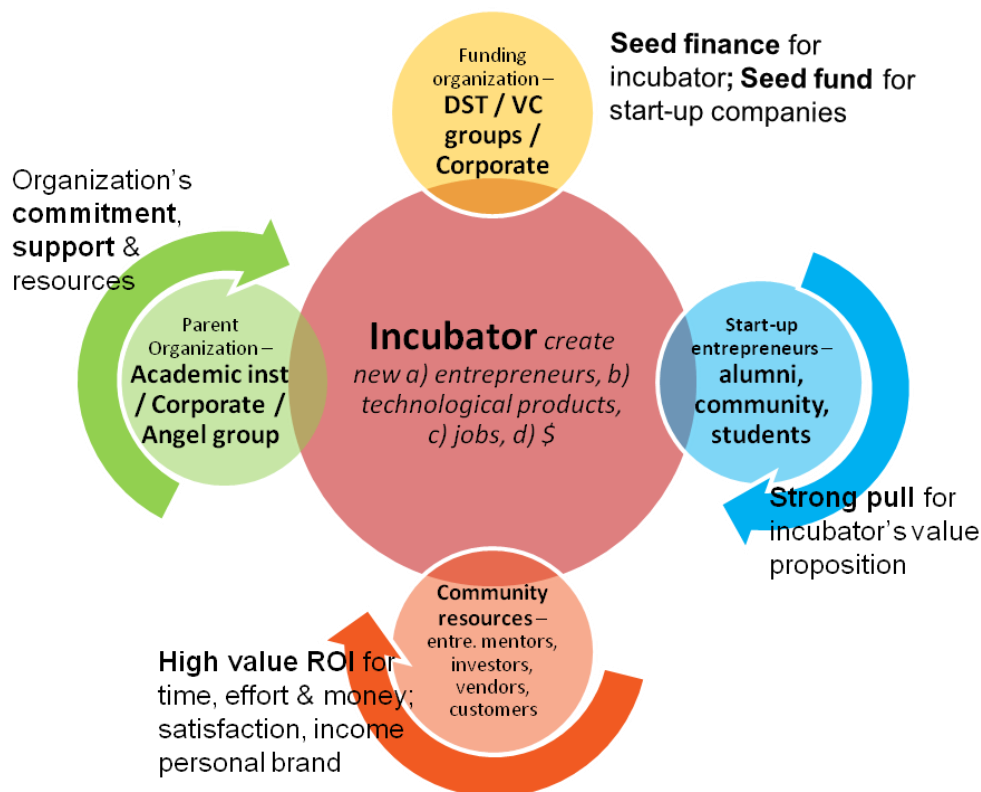 Funding
organization –
DST / VC
groups /
Corporate
Seed finance for
incubator; Seed fund for
start-up companies
Organization’s
commitment,
support &
resources
Parent
Organization –
Academic inst
/ Corporate /
Angel group
Incubator create
new a) entrepreneurs, b)
technological products,
c) jobs, d) $
Start-up
entrepreneurs –
alumni,
community,
students
Strong pull for
incubator’s value
proposition
Community
resources –
entre. mentors,
investors,
vendors,
customers
High value ROI for
time, effort & money;
satisfaction, income
personal brand